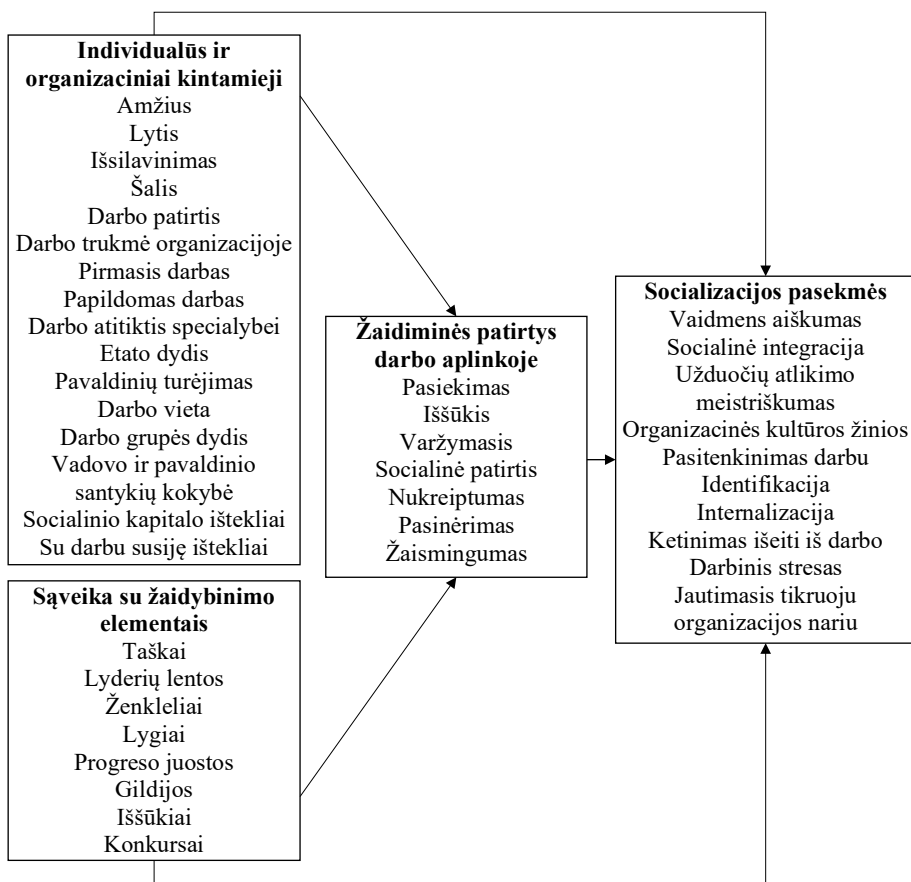 Individualūs ir
organizaciniai kintamieji
Amžius
Lytis
Išsilavinimas
Šalis
Darbo patirtis
Darbo trukmė organizacijoje
Pirmasis darbas
Papildomas darbas
Darbo atitiktis specialybei
Etato dydis
Pavaldinių turėjimas
Darbo vieta
Darbo grupės dydis
Vadovo ir pavaldinio
santykių kokybė
Socialinio kapitalo ištekliai
Su darbu susiję ištekliai
Sąveika su žaidybinimo
elementais
Taškai
Lyderių lentos
Ženkleliai
Lygiai
Progreso juostos
Gildijos
Iššūkiai
Konkursai
Žaidiminės patirtys
darbo aplinkoje
Pasiekimas
Iššūkis
Varžymasis
Socialinė patirtis
Nukreiptumas
Pasinėrimas
Žaismingumas
Socializacijos pasekmės
Vaidmens aiškumas
Socialinė integracija
Užduočių atlikimo
meistriškumas
Organizacinės kultūros žinios
Pasitenkinimas darbu
Identifikacija
Internalizacija
Ketinimas išeiti iš darbo
Darbinis stresas
Jautimasis tikruoju
organizacijos nariu